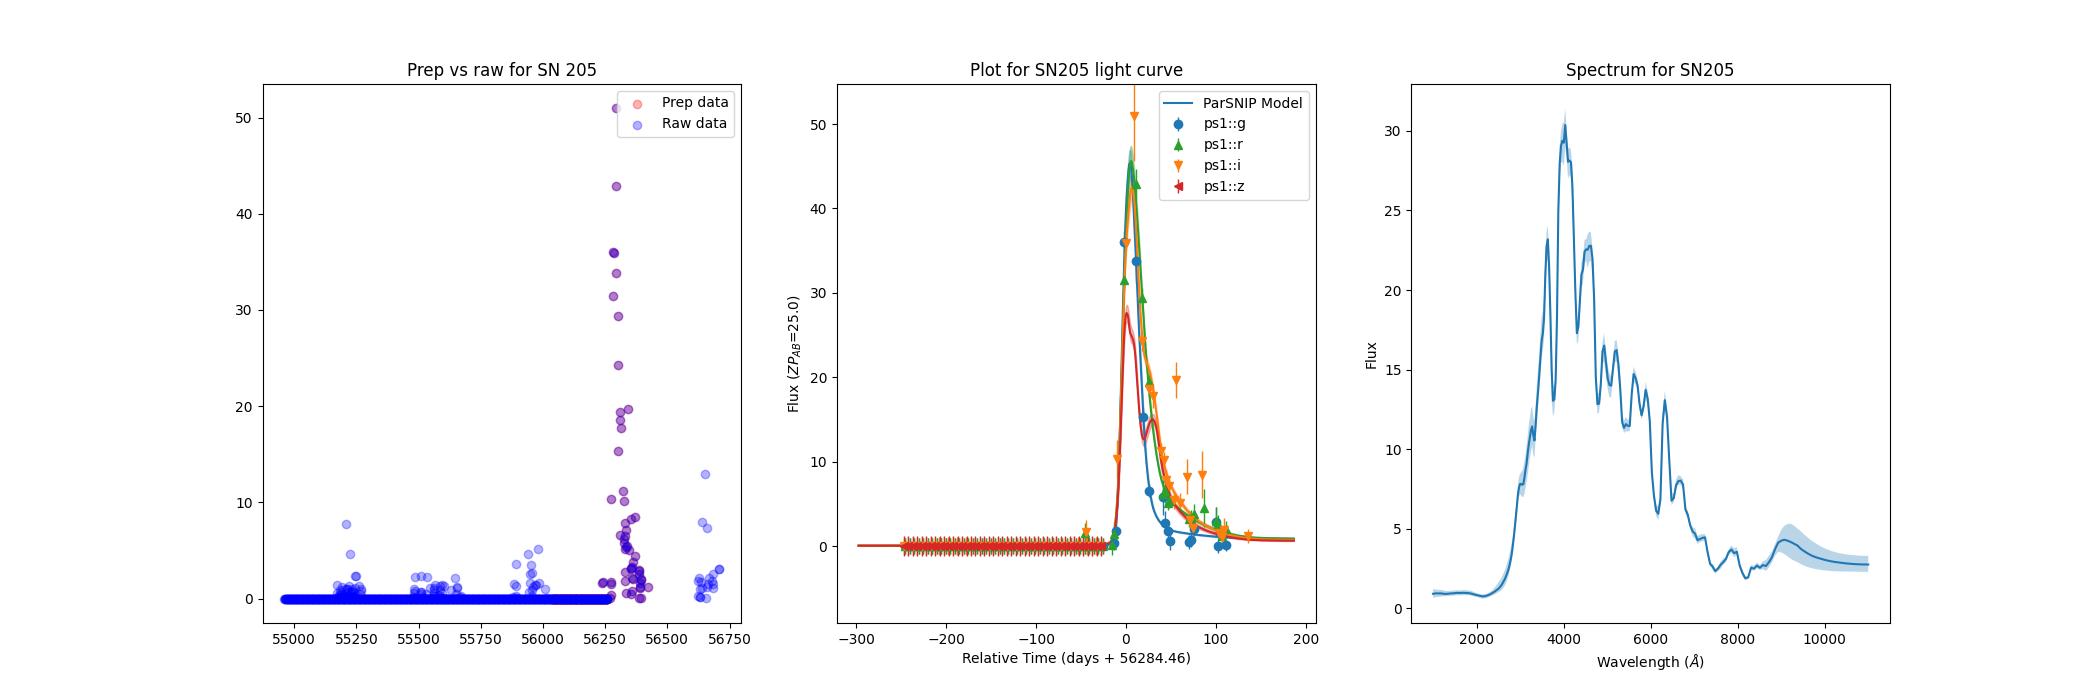 Prep vs raw for SN 205
Prep data
Raw data
50
40
30
20
10
0
55000
55250
55500
55750
56000
56250
56500
56750
Plot for SN205 light curve
ParSNIP Model
ps1::g
ps1::r
ps1::i
ps1::z
Flux (ZP_AB=25.0)
50
40
30
20
10
0
−300
−200
−100
0
100
200
Relative Time (days + 56284.46)
Spectrum for SN205
Flux
30
25
20
15
10
5
0
2000
4000
6000
8000
10000
Wavelength (Å)